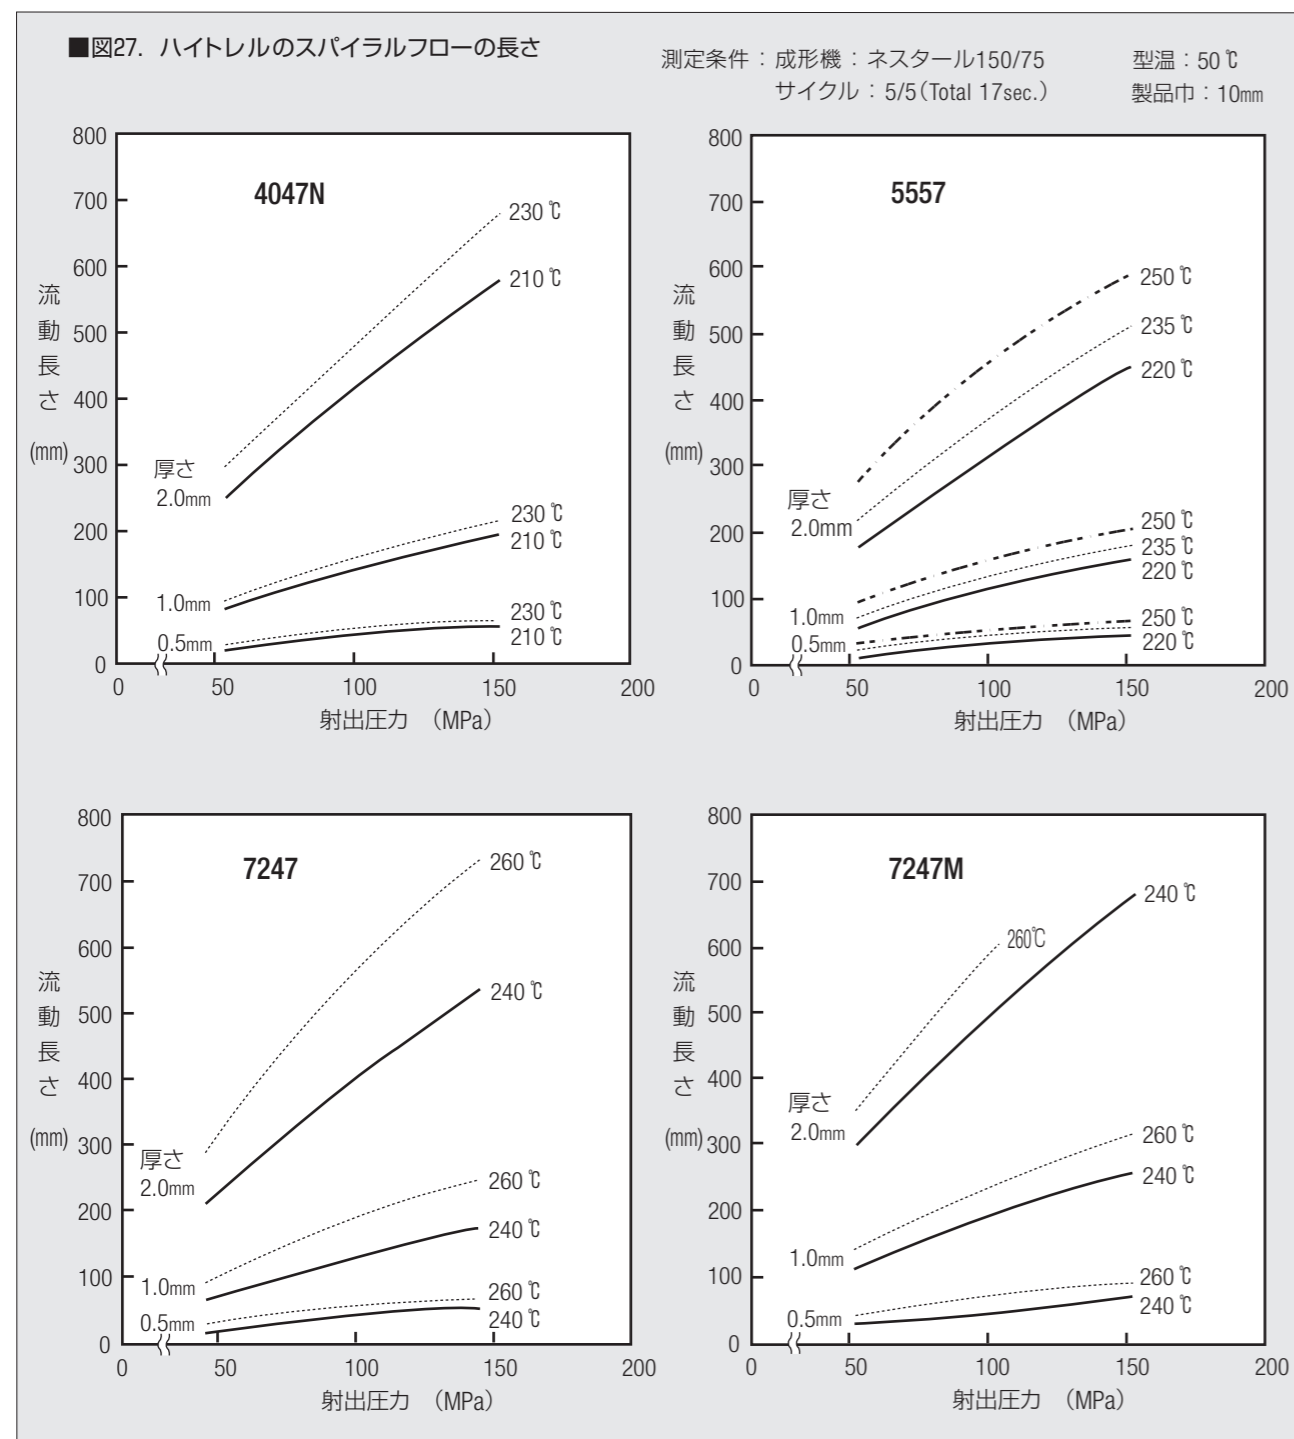 ■図27. ハイトレルのスパイラルフローの長さ
測定条件：成形機：ネスタール150/75 型温：50℃
サイクル：5/5(Total 17sec.) 製品巾：10mm
4047N
800
700
600
500
400
300
200
100
0
流動長さ
(mm)
厚さ
2.0mm
1.0mm
0.5mm
230℃
210℃
230℃
210℃
230℃
210℃
0 50 100 150 200
射出圧力 (MPa)
5557
800
700
600
500
400
300
200
100
0
流動長さ
(mm)
厚さ
2.0mm
1.0mm
0.5mm
250℃
235℃
220℃
250℃
235℃
220℃
250℃
220℃
0 50 100 150 200
射出圧力 (MPa)
7247
800
700
600
500
400
300
200
100
0
流動長さ
(mm)
厚さ
2.0mm
1.0mm
0.5mm
260℃
240℃
260℃
240℃
260℃
240℃
0 50 100 150 200
射出圧力 (MPa)
7247M
800
700
600
500
400
300
200
100
0
流動長さ
(mm)
厚さ
2.0mm
1.0mm
0.5mm
260℃
240℃
260℃
240℃
260℃
240℃
0 50 100 150 200
射出圧力 (MPa)